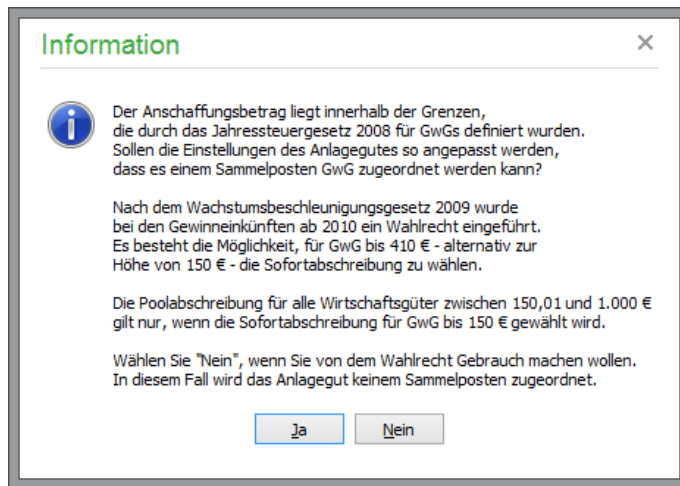 Information
Der Anschaffungsbetrag liegt innerhalb der Grenzen,
die durch das Jahressteuergesetz 2008 für GwGs definiert wurden.
Sollen die Einstellungen des Anlagegutes so angepasst werden,
dass es einem Sammelposten GwG zugeordnet werden kann?
Nach dem Wachstumsbeschleunigungsgesetz 2009 wurde
bei den Gewinneinkünften ab 2010 ein Wahlrecht eingeführt.
Es besteht die Möglichkeit, für GwG bis 410 € - alternativ zur
Höhe von 150 € - die Sofortabschreibung zu wählen.
Die Poolabschreibung für alle Wirtschaftsgüter zwischen 150,01 und 1.000 €
gilt nur, wenn die Sofortabschreibung für GwG bis 150 € gewählt wird.
Wählen Sie "Nein", wenn Sie von dem Wahlrecht Gebrauch machen wollen.
In diesem Fall wird das Anlagegut keinem Sammelposten zugeordnet.
Ja
Nein